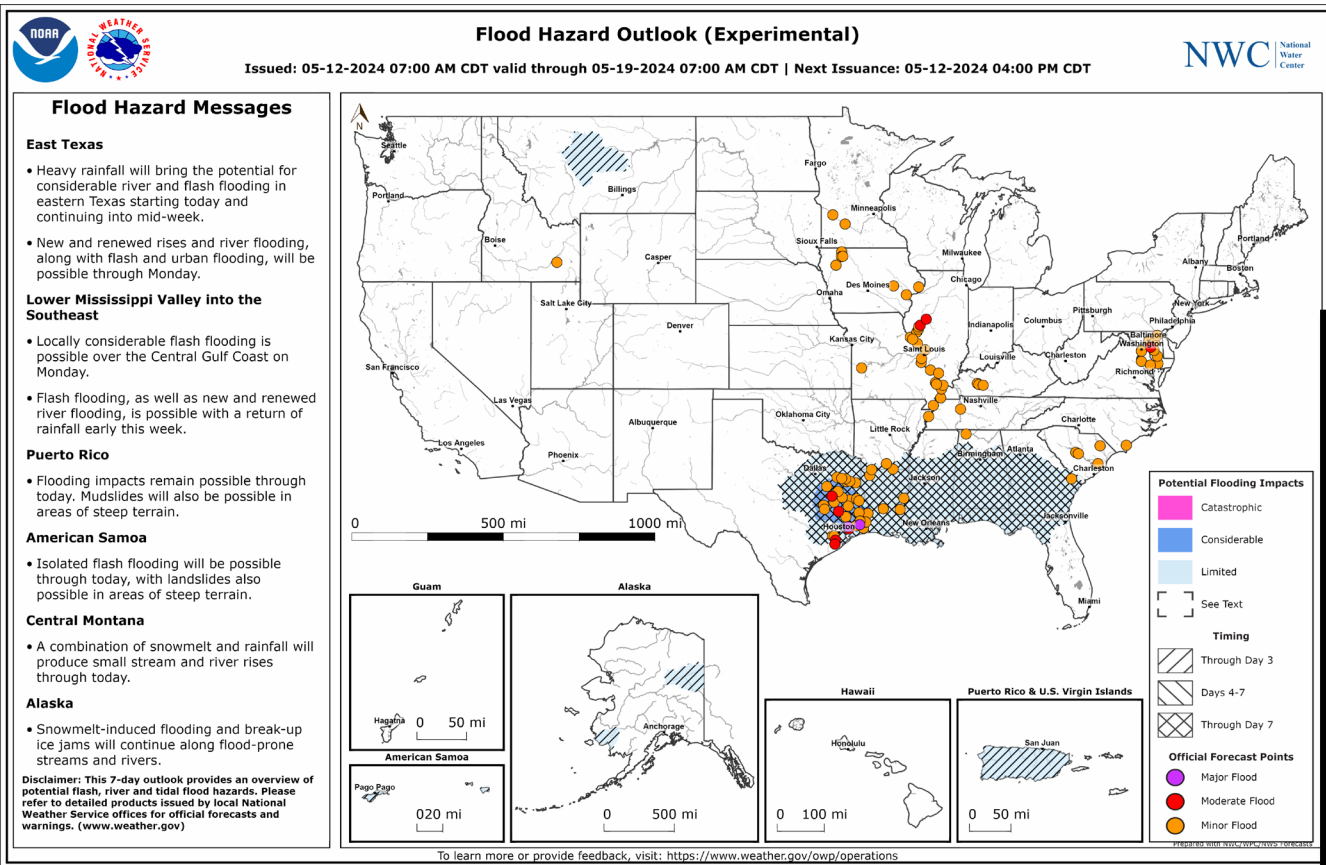 NOAA
NATIONAL WEATHER SERVICE
Flood Hazard Outlook (Experimental)
Issued: 05-12-2024 07:00 AM CDT valid through 05-19-2024 07:00 AM CDT | Next Issuance: 05-12-2024 04:00 PM CDT
NWC
National
Water
Center
Flood Hazard Messages
East Texas
• Heavy rainfall will bring the potential for
considerable river and flash flooding in
eastern Texas starting today and
continuing into mid-week.
• New and renewed rises and river flooding,
along with flash and urban flooding, will be
possible through Monday.
Lower Mississippi Valley into the
Southeast
• Locally considerable flash flooding is
possible over the Central Gulf Coast on
Monday.
• Flash flooding, as well as new and renewed
river flooding, is possible with a return of
rainfall early this week.
Puerto Rico
• Flooding impacts remain possible through
today. Mudslides will also be possible in
areas of steep terrain.
American Samoa
• Isolated flash flooding will be possible
through today, with landslides also
possible in areas of steep terrain.
Central Montana
• A combination of snowmelt and rainfall will
produce small stream and river rises
through today.
Alaska
• Snowmelt-induced flooding and break-up
ice jams will continue along flood-prone
streams and rivers.
Disclaimer: This 7-day outlook provides an overview of
potential flash, river and tidal flood hazards. Please
refer to detailed products issued by local National
Weather Service offices for official forecasts and
warnings. (www.weather.gov)
N
Seattle
Portland
Fargo
Billings
Minneapolis
Boise
Sioux Falls
Casper
Milwaukee
Portland
Albany
Boston
Chicago
Des Moines
Omaha
Salt Lake City
New York
Pittsburgh
Philadelphia
Columbus
Indianapolis
Denver
Baltimore
Washington
Kansas City
Saint Louis
Louisville
Charleston
Richmond
San Francisco
Las Vegas
Nashville
Oklahoma City
Albuquerque
Little Rock
Charlotte
Los Angeles
Phoenix
Birmingham
Atlanta
Dallas
Jackson
Charleston
Jacksonville
New Orleans
Houston
Miami
0 500 mi 1000 mi
Guam
Hagatna
0 50 mi
American Samoa
Pago Pago
020 mi
Alaska
Anchorage
0 500 mi
Hawaii
Honolulu
0 100 mi
Puerto Rico & U.S. Virgin Islands
San Juan
0 50 mi
Potential Flooding Impacts
Catastrophic
Considerable
Limited
See Text
Timing
Through Day 3
Days 4-7
Through Day 7
Official Forecast Points
Major Flood
Moderate Flood
Minor Flood
Prepared with NWC/WPC/NWS Forecasts
To learn more or provide feedback, visit: https://www.weather.gov/owp/operations